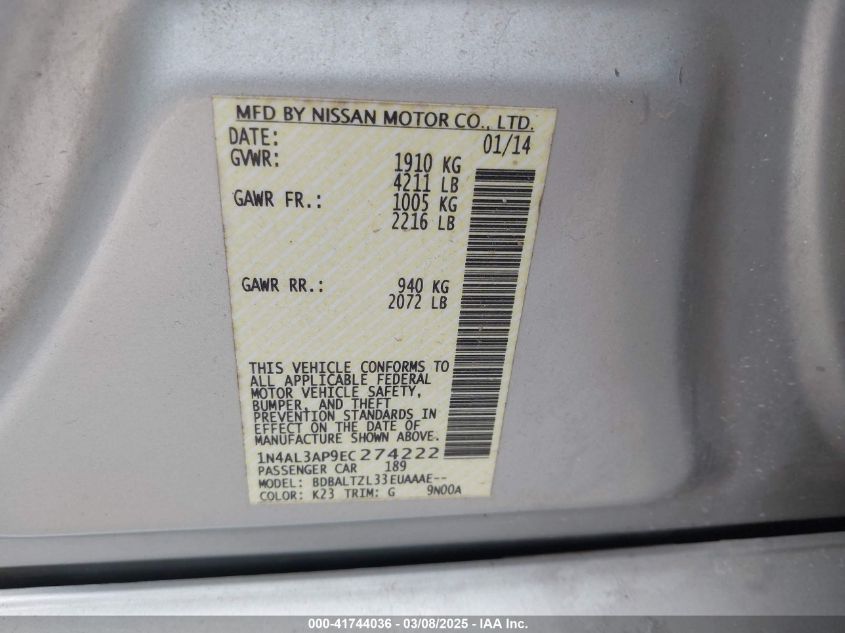 MFD BY NISSAN MOTOR CO., LTD.
DATE: 01/14
GVWR: 1910 KG
4211 LB
GAWR FR.: 1005 KG
2216 LB
GAWR RR.: 940 KG
2072 LB
THIS VEHICLE CONFORMS TO
ALL APPLICABLE FEDERAL
MOTOR VEHICLE SAFETY,
BUMPER, AND THEFT
PREVENTION STANDARDS IN
EFFECT ON THE DATE OF
MANUFACTURE SHOWN ABOVE.
1N4AL3AP9EC274222
PASSENGER CAR 189
MODEL: BDBALTZL33EUAAAE--
COLOR: K23 TRIM: G 9N00A
000-41744036 - 03/08/2025 - IAA Inc.